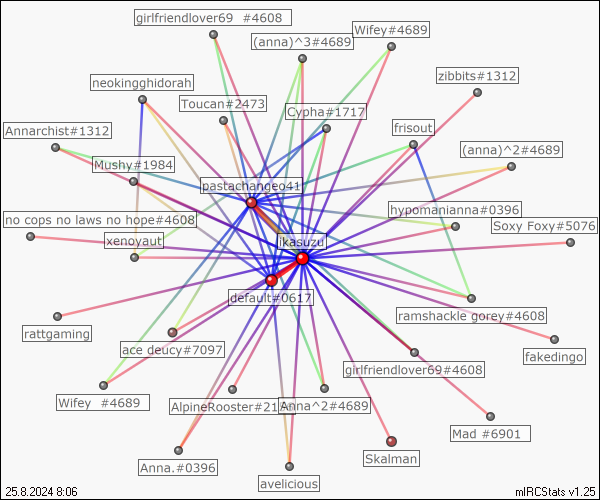 girlfriendlover69  #4608
(anna)^3#4689
Wifey#4689
zibbits#1312
neokingghidorah
Toucan#2473
Cypha#1717
Annarchist#1312
frisout
(anna)^2#4689
Mushy#1984
pastachangeo41
hypomanianna#0396
no cops no laws no hope#4608
Soxy Foxy#5076
xenoyaut
ikasuzu
default#0617
rattgaming
ramshackle gorey#4608
ace deucy#7097
fakedingo
girlfriendlover69#4608
Wifey  #4689
Anna^2#4689
Mad #6901
Skalman
Anna.#0396
avelicious
25.8.2024 8:06
mIRCStats v1.25